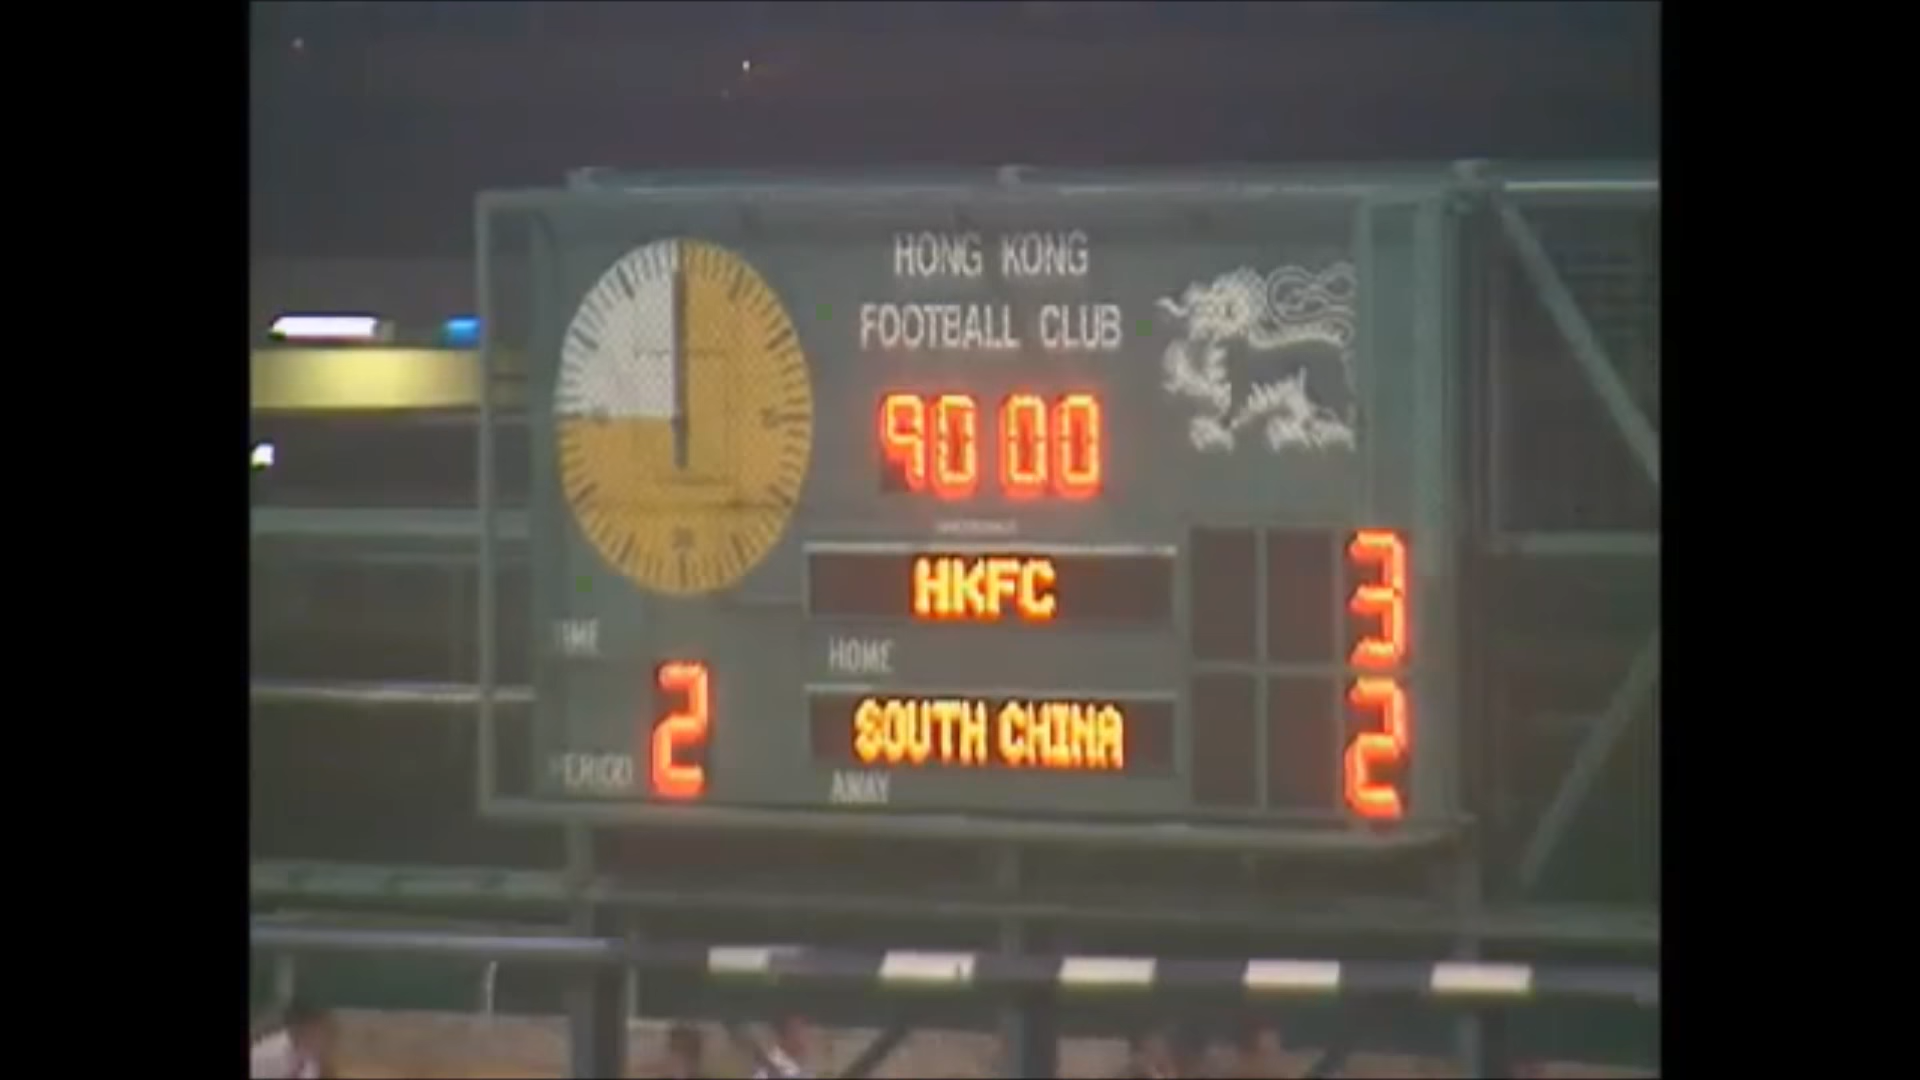 HONG KONG
FOOTBALL CLUB
90 00
HKFC 3
TIME
HOME
2
SOUTH CHINA 2
PERIOD
AWAY